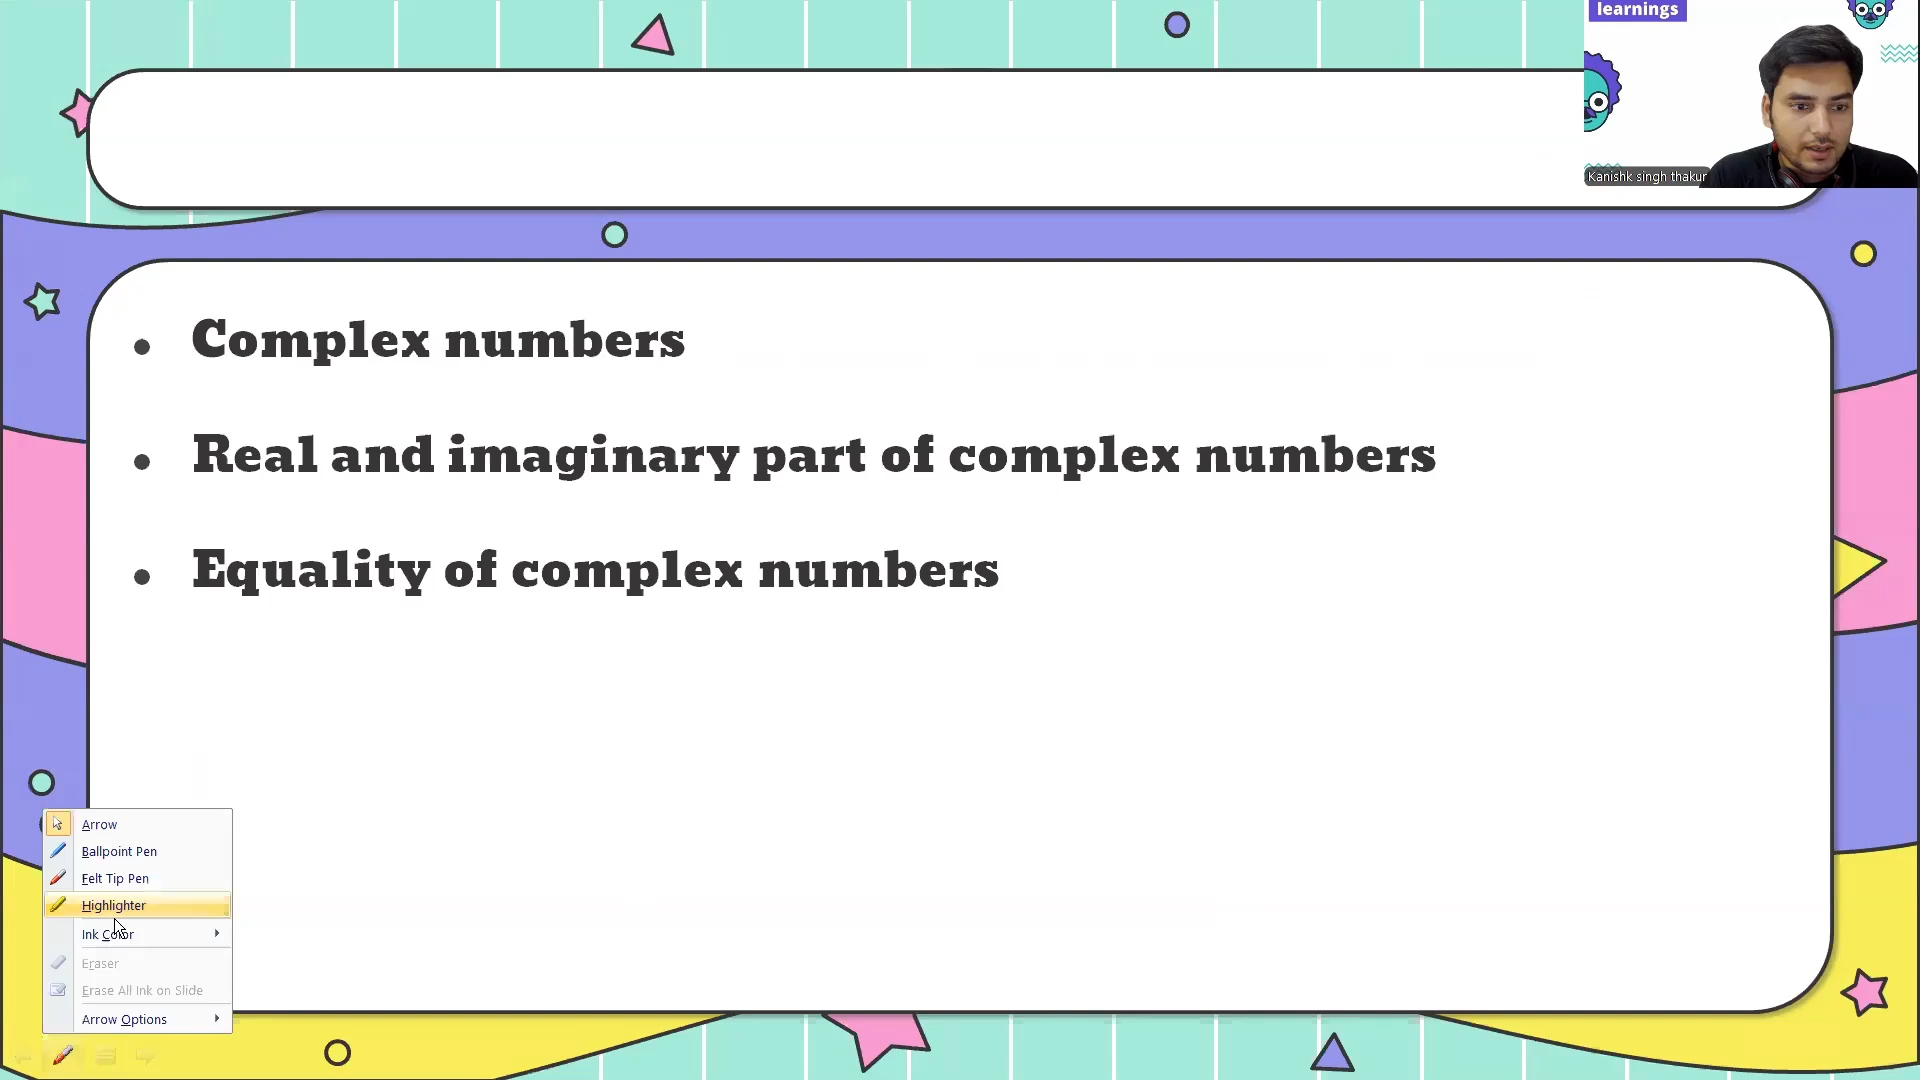 learnings
Kanishk singh thakur
Complex numbers
Real and imaginary part of complex numbers
Equality of complex numbers
Arrow
Ballpoint Pen
Felt Tip Pen
Highlighter
Ink Color
Eraser
Erase All Ink on Slide
Arrow Options